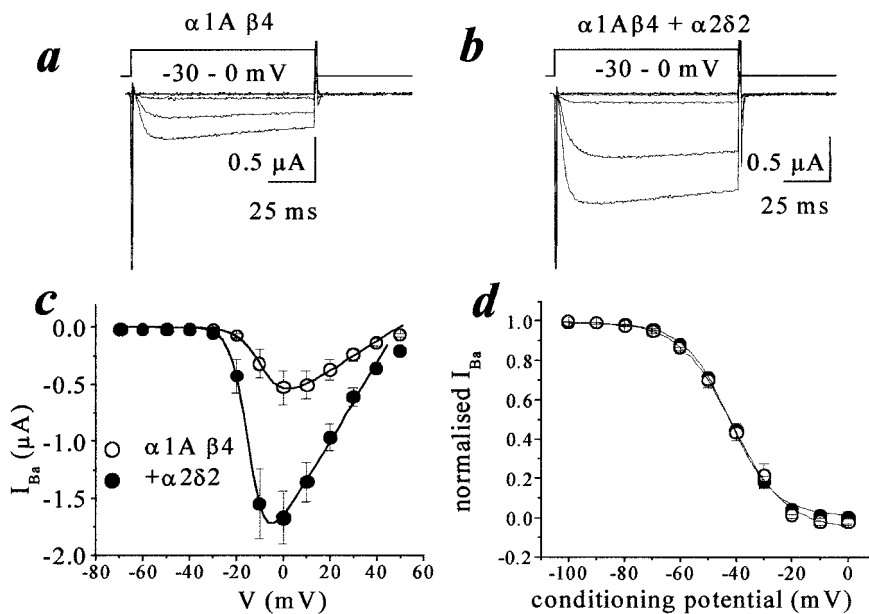 a
α1A β4
-30 - 0 mV
0.5 μA
25 ms
b
α1Aβ4 + α2δ2
-30 - 0 mV
0.5 μA
25 ms
c
0.0
-0.5
-1.0
-1.5
-2.0
I_Ba (μA)
α1A β4
+α2δ2
-80 -60 -40 -20 0 20 40 60
V (mV)
d
1.0
0.8
0.6
0.4
0.2
0.0
-0.2
normalised I_Ba
-100 -80 -60 -40 -20 0
conditioning potential (mV)